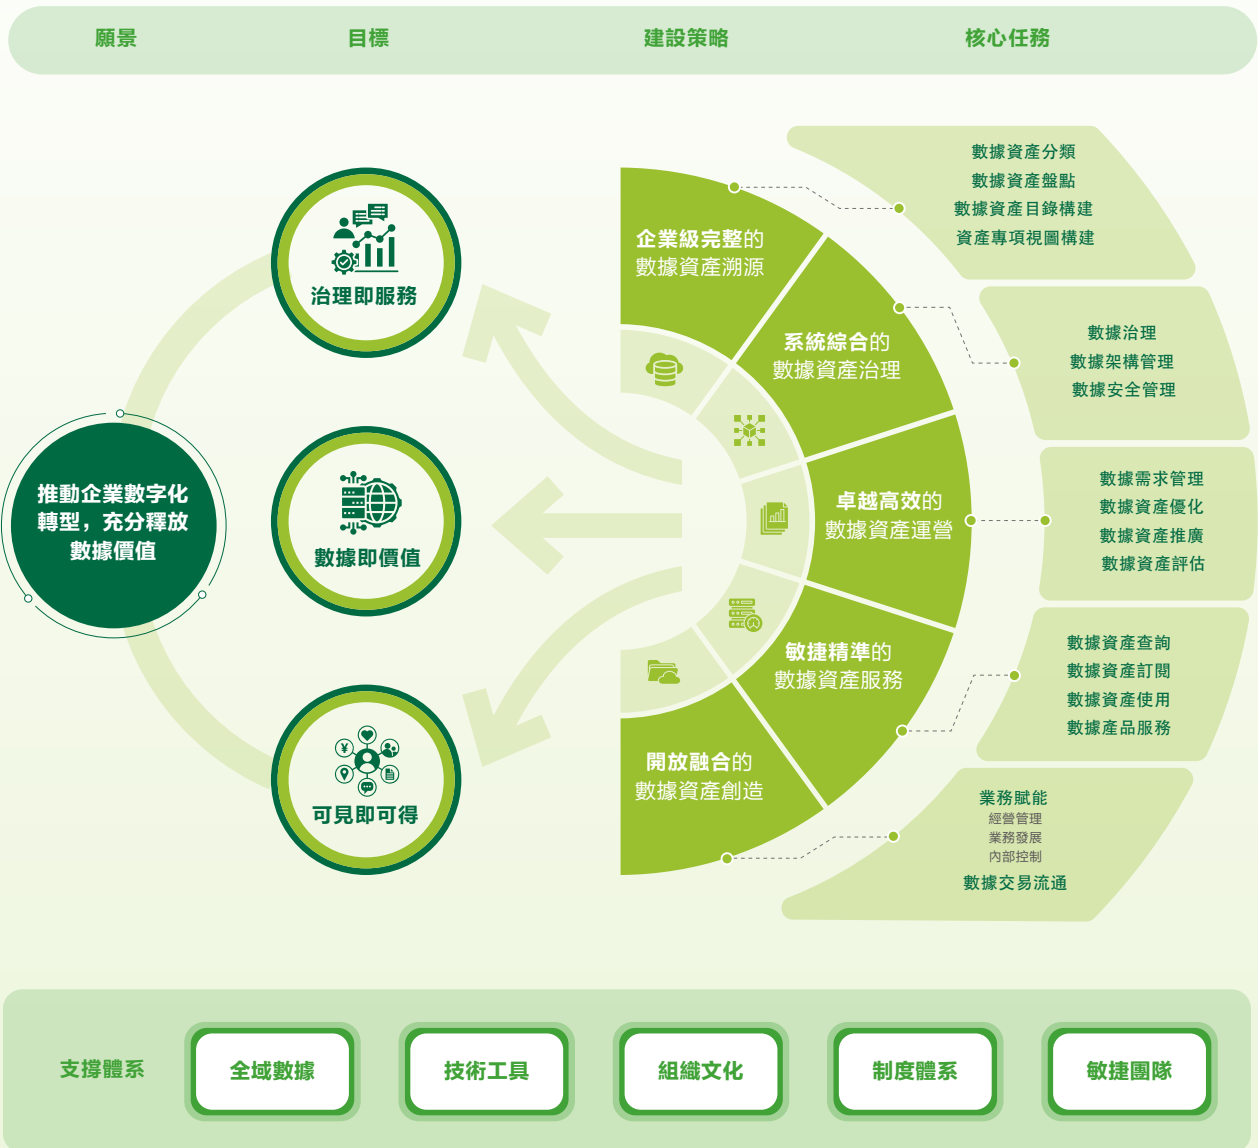 願景
目標
建設策略
核心任務
推動企業數字化
轉型，充分釋放
數據價值
治理即服務
數據即價值
可見即可得
企業級完整的
數據資產溯源
系統綜合的
數據資產治理
卓越高效的
數據資產運營
敏捷精準的
數據資產服務
開放融合的
數據資產創造
數據資產分類
數據資產盤點
數據資產目錄構建
資產專項視圖構建
數據治理
數據架構管理
數據安全管理
數據需求管理
數據資產優化
數據資產推廣
數據資產評估
數據資產查詢
數據資產訂閱
數據資產使用
數據產品服務
業務賦能
經營管理
業務發展
內部控制
數據交易流通
支撐體系
全域數據
技術工具
組織文化
制度體系
敏捷團隊